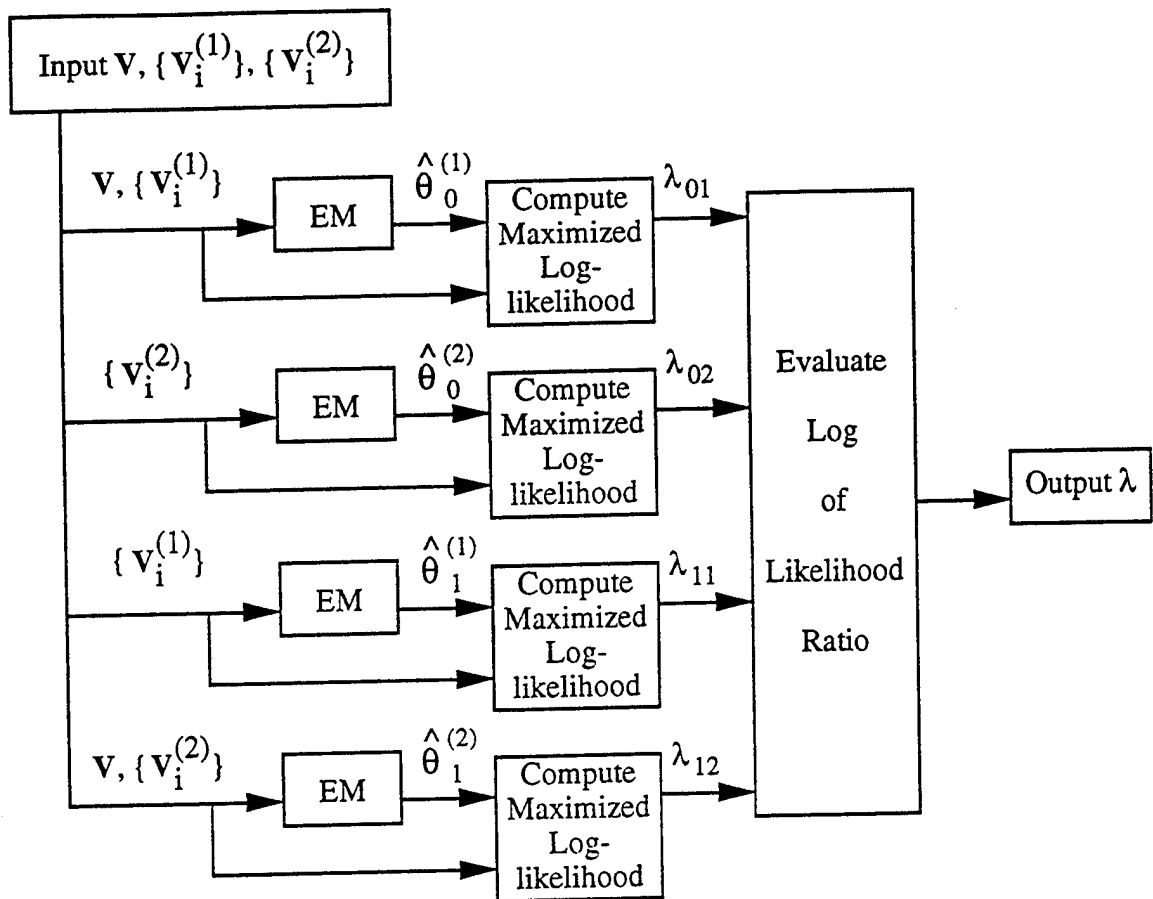 Input V, { V_i^(1) }, { V_i^(2) }
V, { V_i^(1) }
EM
θ̂_0^(1)
Compute
Maximized
Log-
likelihood
λ_01
{ V_i^(2) }
EM
θ̂_0^(2)
Compute
Maximized
Log-
likelihood
λ_02
{ V_i^(1) }
EM
θ̂_1^(1)
Compute
Maximized
Log-
likelihood
λ_11
V, { V_i^(2) }
EM
θ̂_1^(2)
Compute
Maximized
Log-
likelihood
λ_12
Evaluate
Log
of
Likelihood
Ratio
Output λ